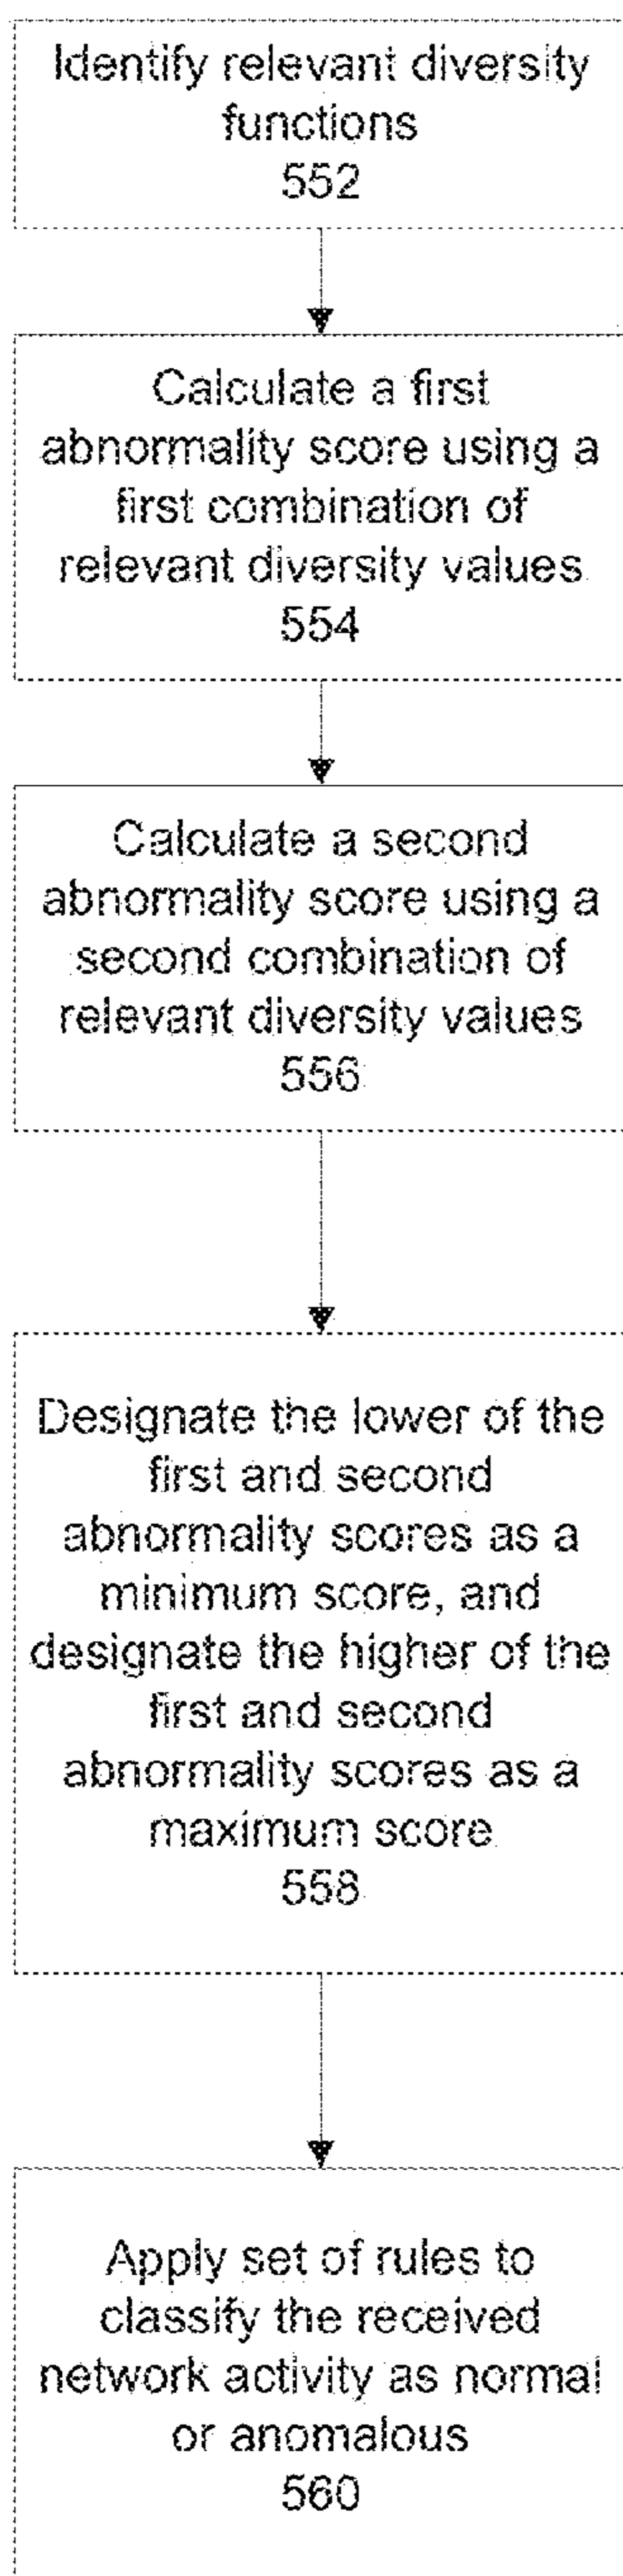 Identify relevant diversity
functions
552
Calculate a first
abnormality score using a
first combination of
relevant diversity values
554
Calculate a second
abnormality score using a
second combination of
relevant diversity values
556
Designate the lower of the
first and second
abnormality scores as a
minimum score, and
designate the higher of the
first and second
abnormality scores as a
maximum score
558
Apply set of rules to
classify the received
network activity as normal
or anomalous
560